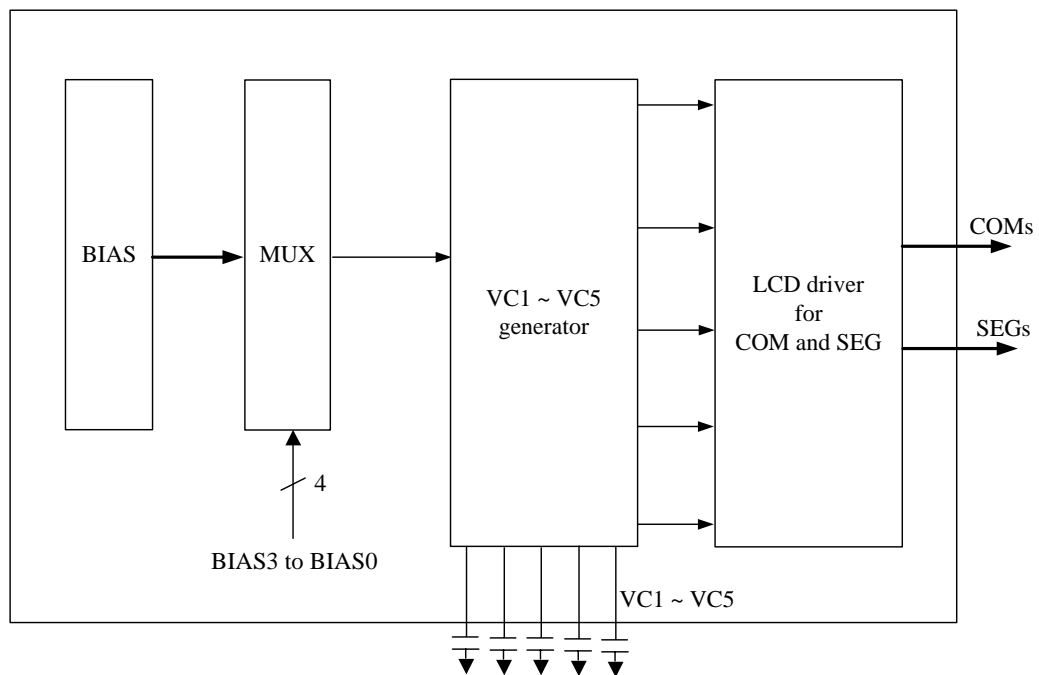 BIAS
MUX
VC1 ~ VC5
generator
LCD driver
for
COM and SEG
COMs
SEGs
4
BIAS3 to BIAS0
VC1 ~ VC5